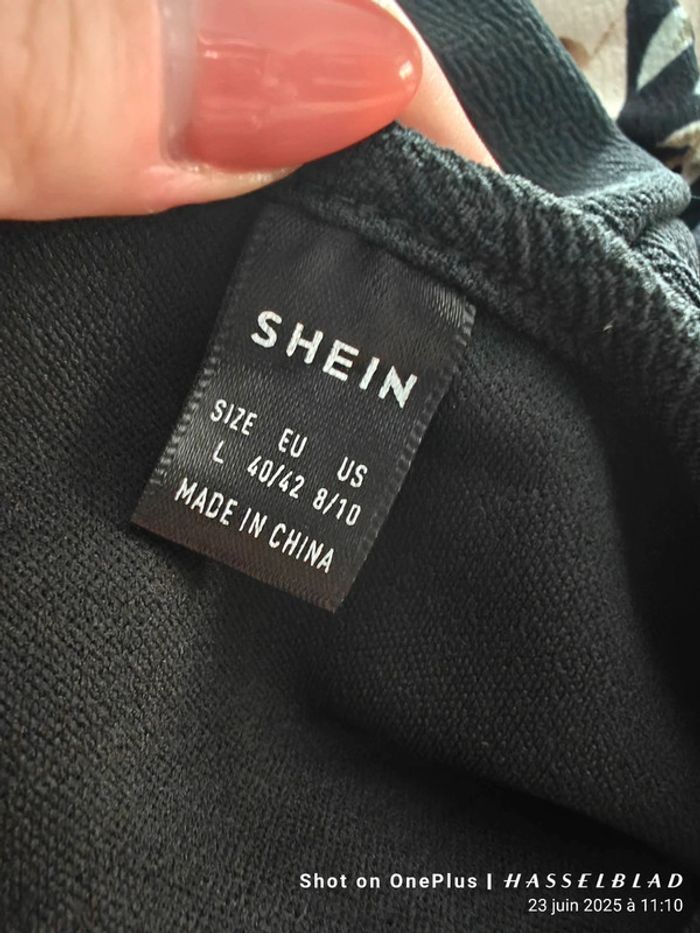 SHEIN
SIZE EU US
L 40/42 8/10
MADE IN CHINA
Shot on OnePlus | HASSELBLAD
23 juin 2025 à 11:10